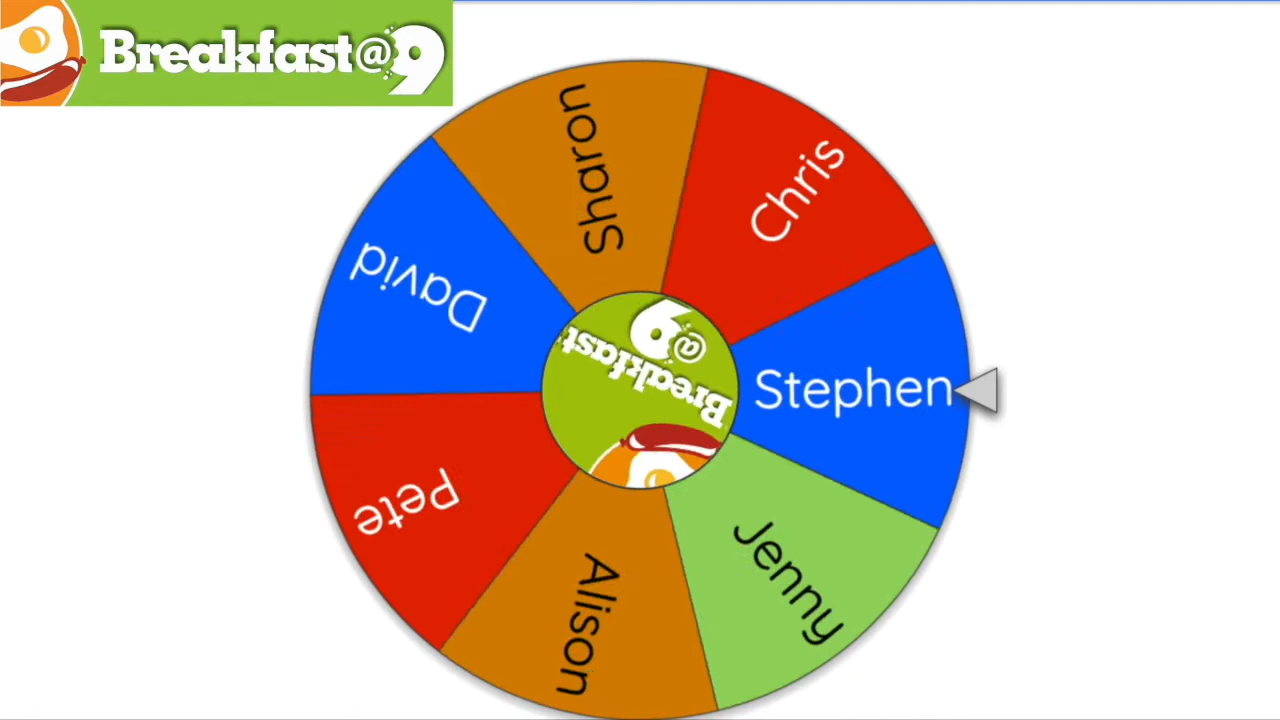 Breakfast@9
Sharon
Chris
David
Breakfast
@9
Stephen
Pete
Jenny
Alison